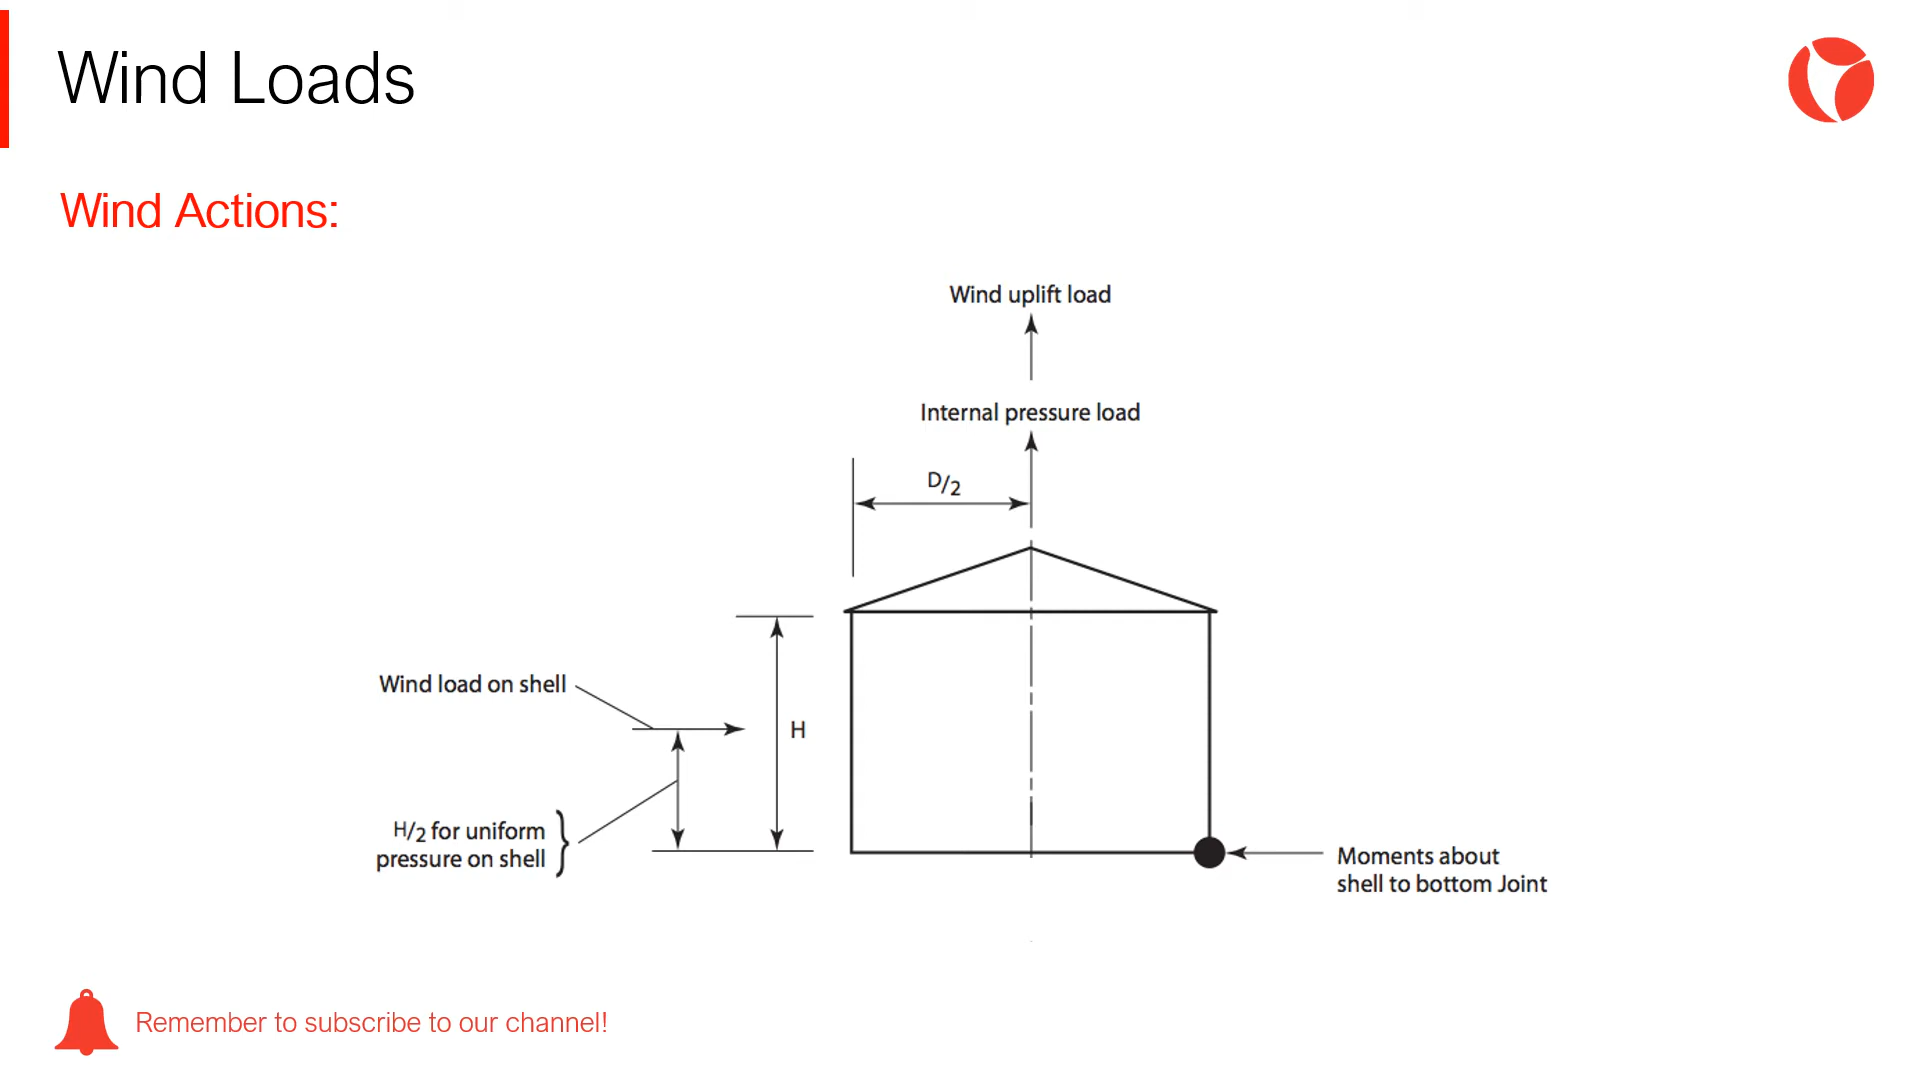 Wind Loads
Wind Actions:
Wind uplift load
Internal pressure load
D/2
Wind load on shell
H
H/2 for uniform
pressure on shell
Moments about
shell to bottom Joint
Remember to subscribe to our channel!